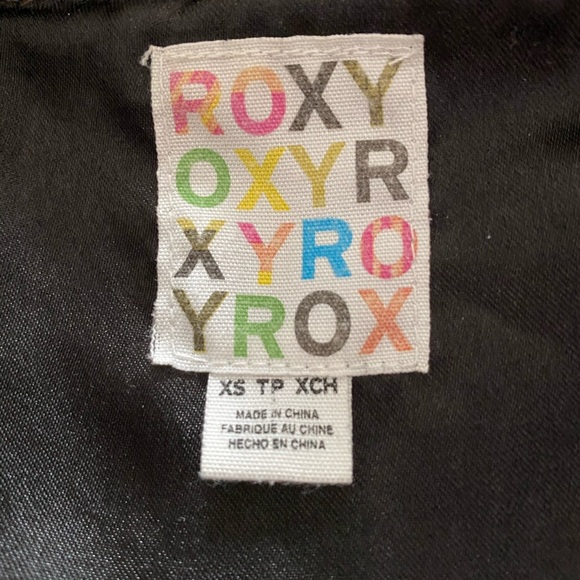 ROXY
OXYR
XYRO
YROX
XS TP XCH
MADE IN CHINA
FABRIQUE AU CHINE
HECHO EN CHINA